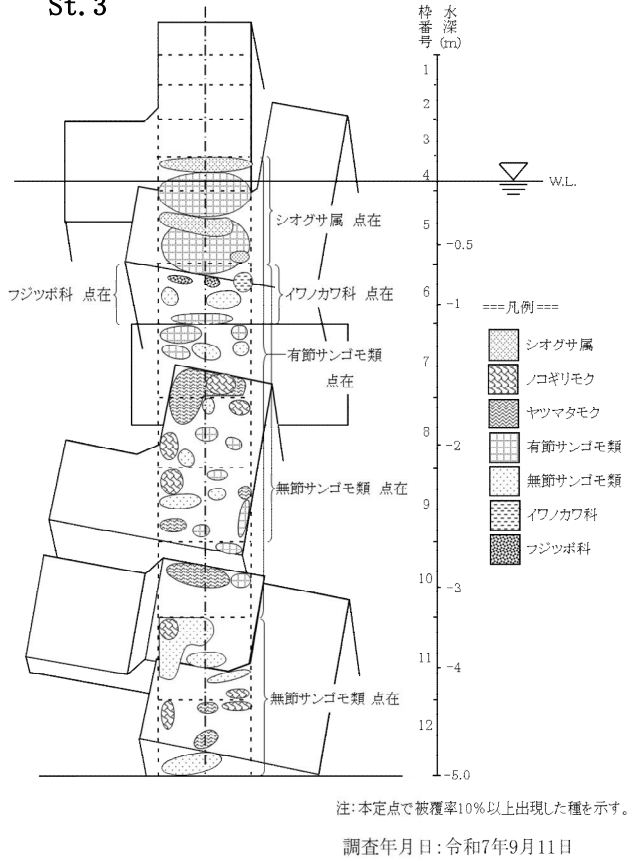 St. 3
枠番号
水深(m)
1
2
3
4
W.L.
シオグサ属 点在
5
-0.5
フジツボ科 点在
イワノカワ科 点在
6
-1
===凡例===
有節サンゴモ類
点在
7
シオグサ属
ノコギリモク
ヤツマタモク
有節サンゴモ類
無節サンゴモ類
イワノカワ科
フジツボ科
8
-2
無節サンゴモ類 点在
9
10
-3
11
-4
無節サンゴモ類 点在
12
-5.0
注:本定点で被覆率10%以上出現した種を示す。
調査年月日:令和7年9月11日